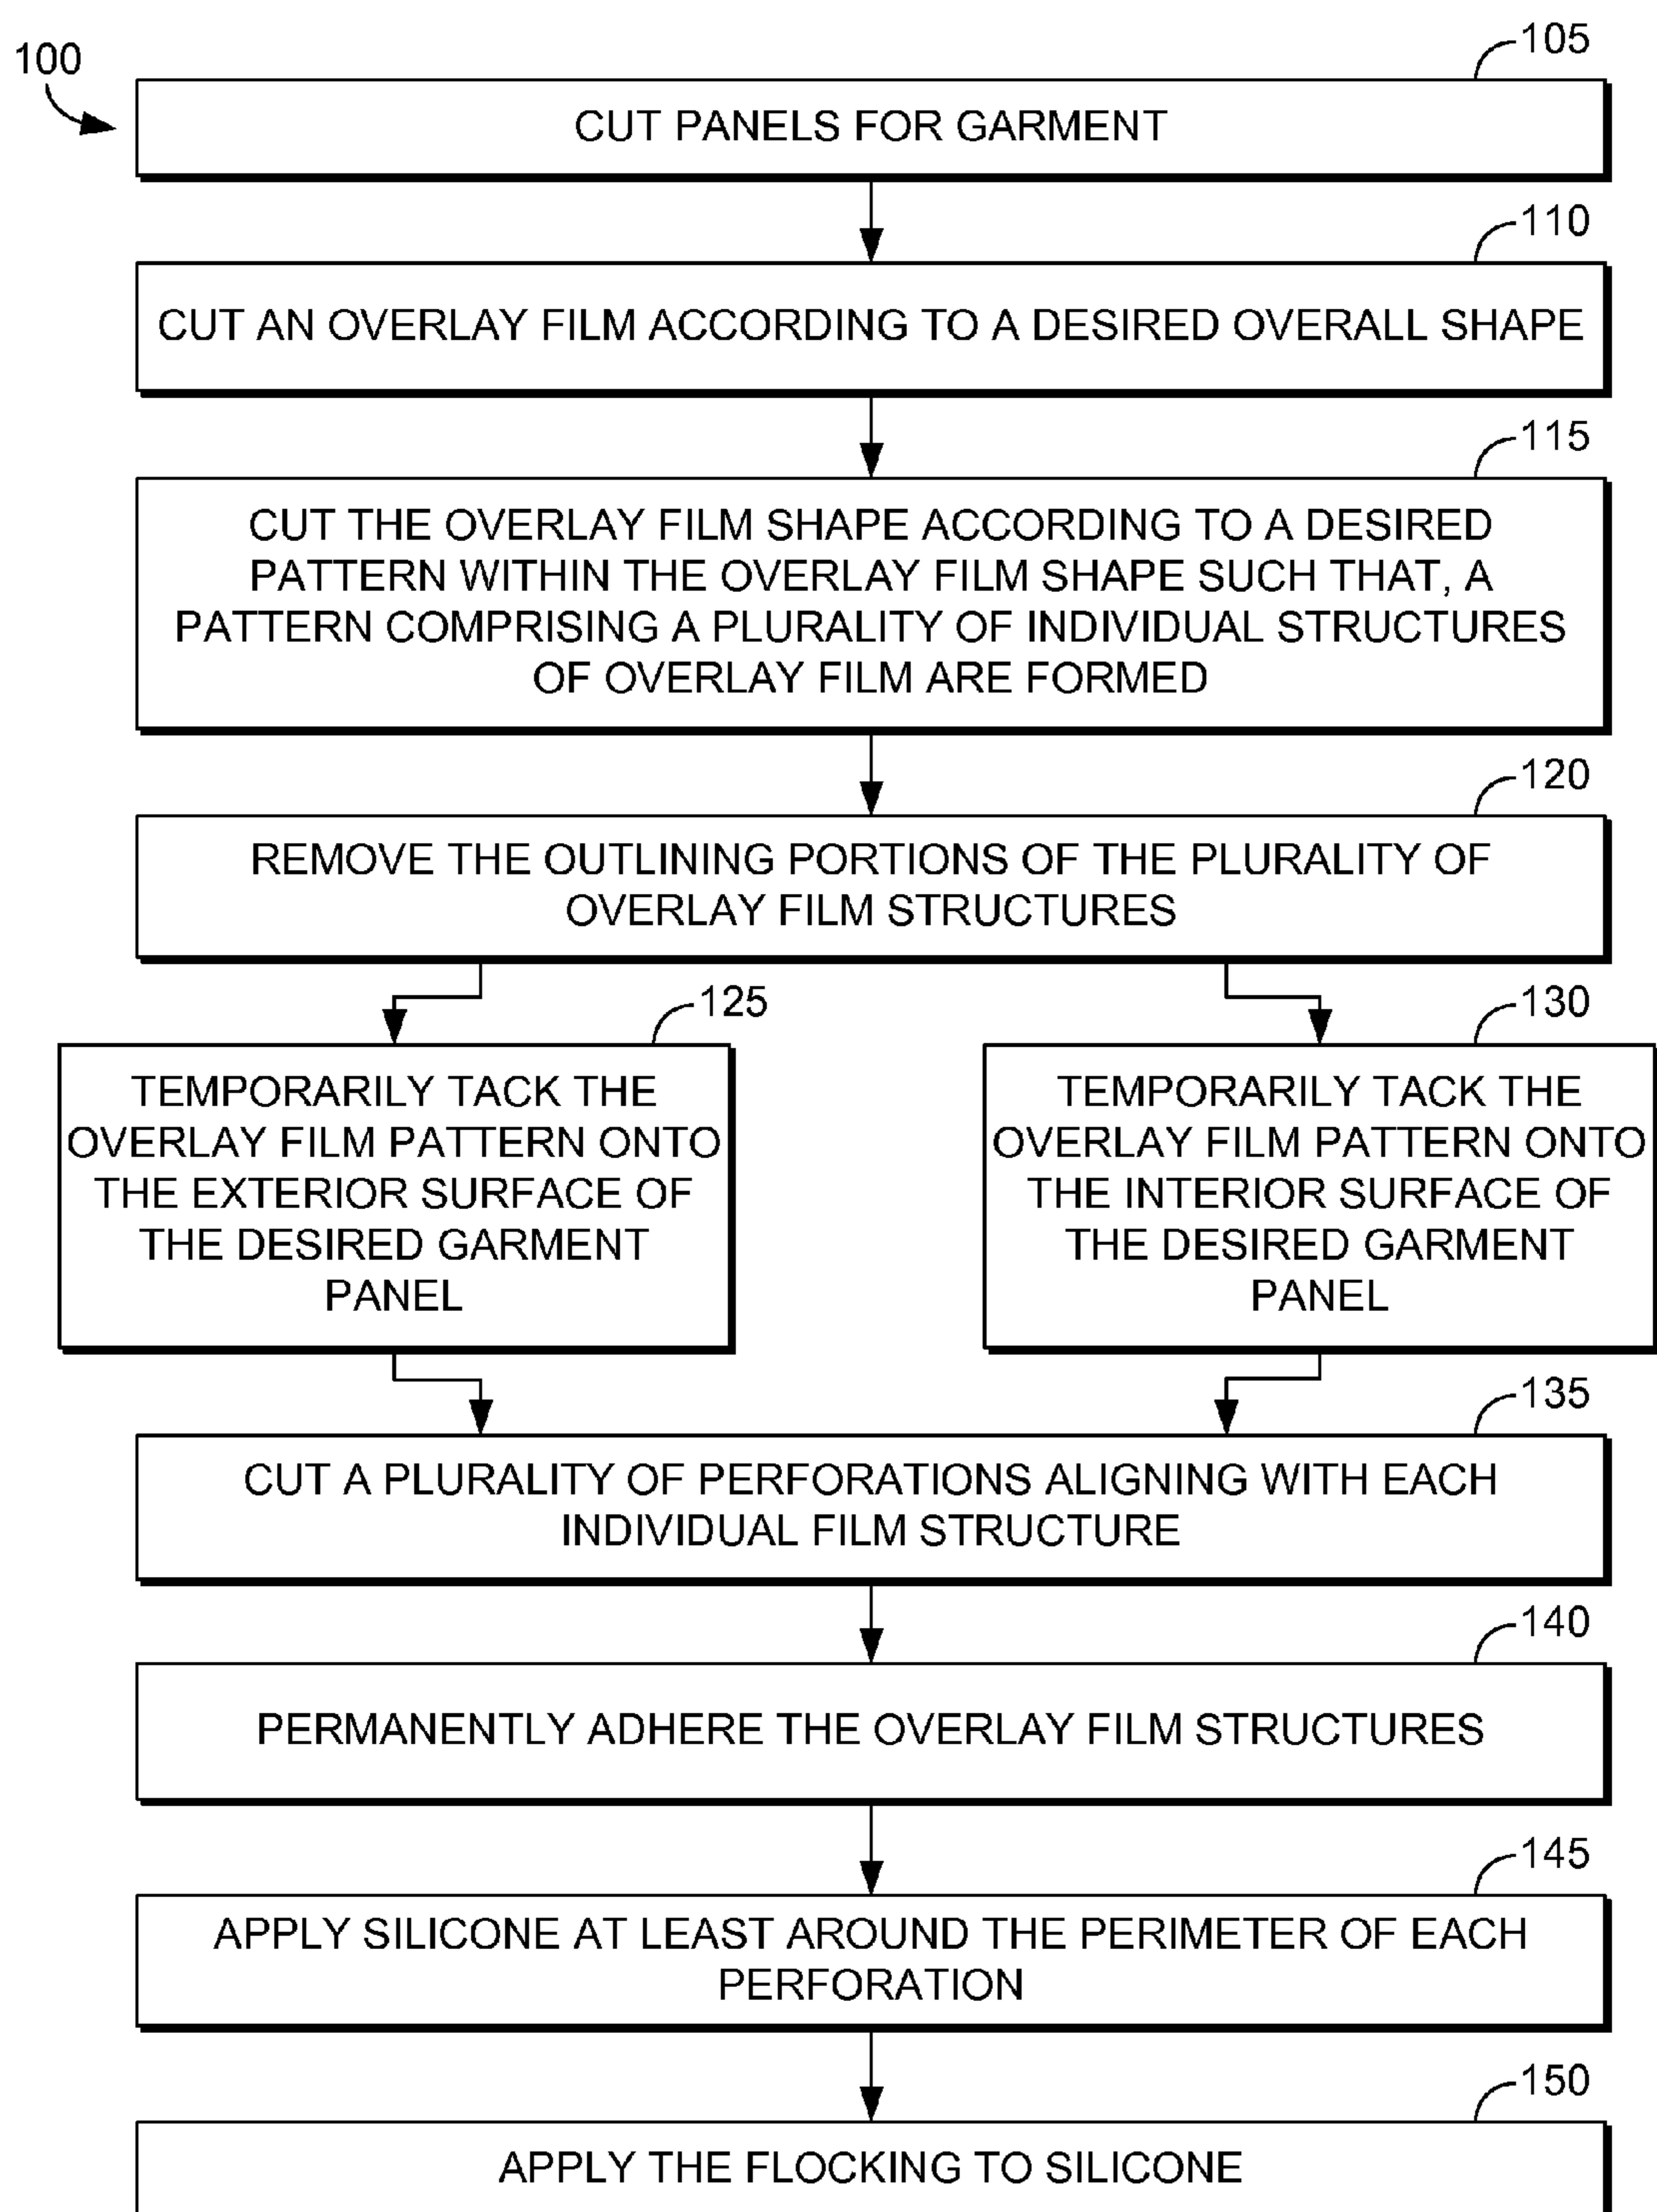 100
105
CUT PANELS FOR GARMENT
110
CUT AN OVERLAY FILM ACCORDING TO A DESIRED OVERALL SHAPE
115
CUT THE OVERLAY FILM SHAPE ACCORDING TO A DESIRED
PATTERN WITHIN THE OVERLAY FILM SHAPE SUCH THAT, A
PATTERN COMPRISING A PLURALITY OF INDIVIDUAL STRUCTURES
OF OVERLAY FILM ARE FORMED
120
REMOVE THE OUTLINING PORTIONS OF THE PLURALITY OF
OVERLAY FILM STRUCTURES
125
TEMPORARILY TACK THE
OVERLAY FILM PATTERN ONTO
THE EXTERIOR SURFACE OF
THE DESIRED GARMENT
PANEL
130
TEMPORARILY TACK THE
OVERLAY FILM PATTERN ONTO
THE INTERIOR SURFACE OF
THE DESIRED GARMENT
PANEL
135
CUT A PLURALITY OF PERFORATIONS ALIGNING WITH EACH
INDIVIDUAL FILM STRUCTURE
140
PERMANENTLY ADHERE THE OVERLAY FILM STRUCTURES
145
APPLY SILICONE AT LEAST AROUND THE PERIMETER OF EACH
PERFORATION
150
APPLY THE FLOCKING TO SILICONE